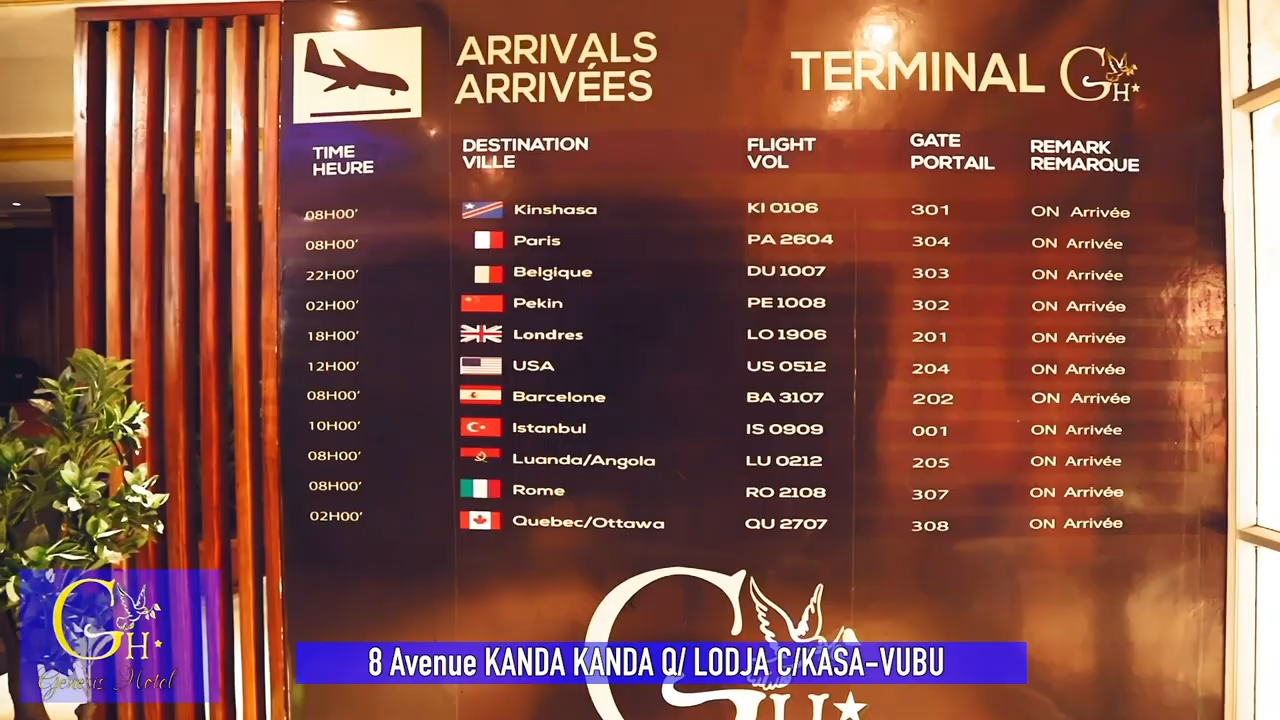 ARRIVALS
ARRIVÉES
TERMINAL GH
TIME
HEURE
DESTINATION
VILLE
FLIGHT
VOL
GATE
PORTAIL
REMARK
REMARQUE
08H00' Kinshasa KI 0106 301 ON Arrivée
08H00' Paris PA 2604 304 ON Arrivée
22H00' Belgique DU 1007 303 ON Arrivée
02H00' Pekin PE 1008 302 ON Arrivée
18H00' Londres LO 1906 201 ON Arrivée
12H00' USA US 0512 204 ON Arrivée
08H00' Barcelone BA 3107 202 ON Arrivée
10H00' Istanbul IS 0909 001 ON Arrivée
08H00' Luanda/Angola LU 0212 205 ON Arrivée
08H00' Rome RO 2108 307 ON Arrivée
02H00' Quebec/Ottawa QU 2707 308 ON Arrivée
GH
GH
Genesis Hotel
8 Avenue KANDA KANDA Q/ LODJA C/KASA-VUBU